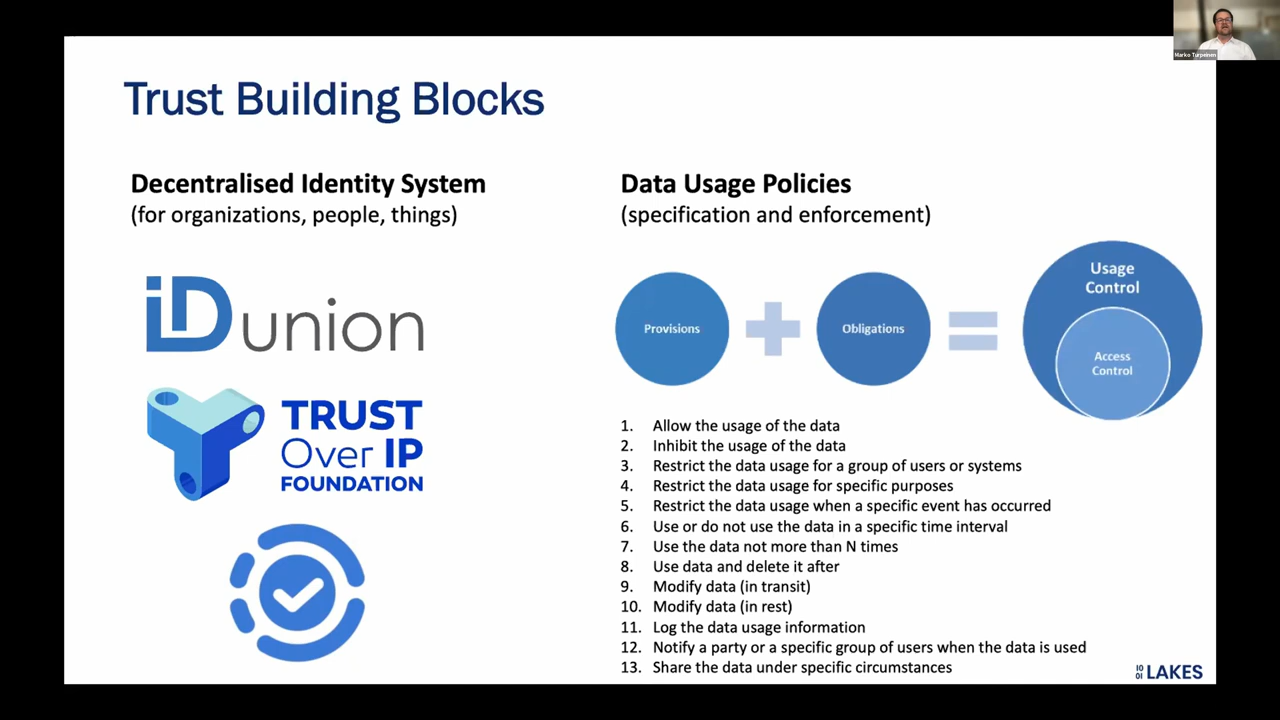 Marko Turpeinen
Trust Building Blocks
Decentralised Identity System
(for organizations, people, things)
iD union
TRUST
Over IP
FOUNDATION
Data Usage Policies
(specification and enforcement)
Provisions
Obligations
Usage
Control
Access
Control
1. Allow the usage of the data
2. Inhibit the usage of the data
3. Restrict the data usage for a group of users or systems
4. Restrict the data usage for specific purposes
5. Restrict the data usage when a specific event has occurred
6. Use or do not use the data in a specific time interval
7. Use the data not more than N times
8. Use data and delete it after
9. Modify data (in transit)
10. Modify data (in rest)
11. Log the data usage information
12. Notify a party or a specific group of users when the data is used
13. Share the data under specific circumstances
1001 LAKES